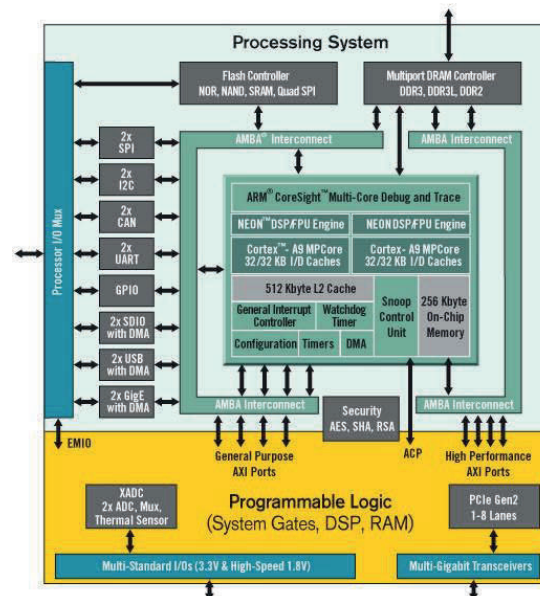 Processing System
Processor I/O Mux
Flash Controller
NOR, NAND, SRAM, Quad SPI
Multiport DRAM Controller
DDR3, DDR3L, DDR2
2x
SPI
2x
I2C
2x
CAN
2x
UART
GPIO
2x SDIO
with DMA
2x USB
with DMA
2x GigE
with DMA
AMBA® Interconnect
AMBA Interconnect
ARM® CoreSight™ Multi-Core Debug and Trace
NEON™ DSP/FPU Engine
NEON DSP/FPU Engine
Cortex™- A9 MPCore
32/32 KB I/D Caches
Cortex- A9 MPCore
32/32 KB I/D Caches
512 Kbyte L2 Cache
General Interrupt
Controller
Watchdog
Timer
Configuration
Timers
DMA
Snoop
Control
Unit
256 Kbyte
On-Chip
Memory
AMBA Interconnect
AMBA Interconnect
Security
AES, SHA, RSA
EMIO
General Purpose
AXI Ports
ACP
High Performance
AXI Ports
XADC
2x ADC, Mux,
Thermal Sensor
Programmable Logic
(System Gates, DSP, RAM)
PCIe Gen2
1-8 Lanes
Multi-Standard I/Os (3.3V & High-Speed 1.8V)
Multi-Gigabit Transceivers